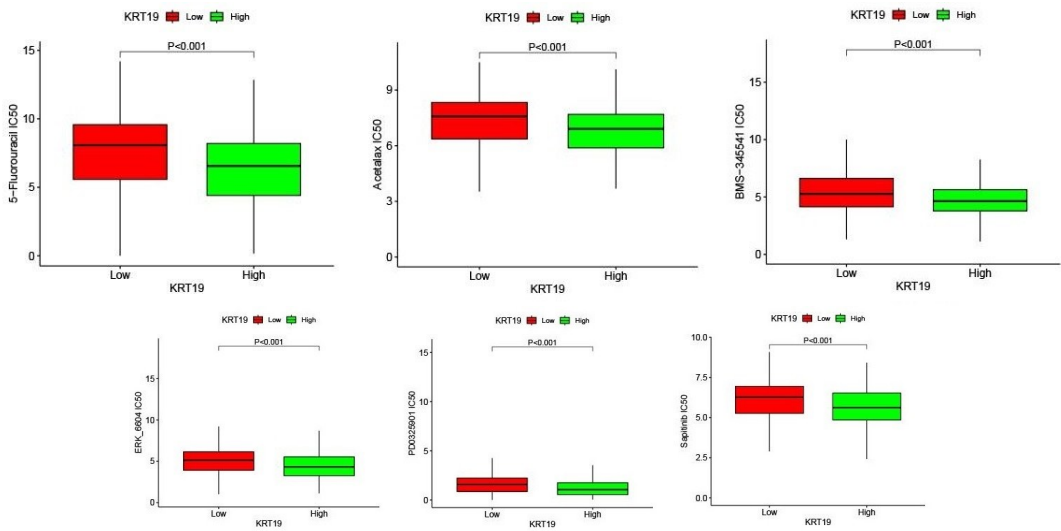 KRT19 Low High
P<0.001
15
10
5
0
5-Fluorouracil IC50
Low High
KRT19
KRT19 Low High
P<0.001
9
6
3
0
Acetalax IC50
Low High
KRT19
KRT19 Low High
P<0.001
15
10
5
0
BMS-345541 IC50
Low High
KRT19
KRT19 Low High
P<0.001
15
10
5
0
ERK_6604 IC50
Low High
KRT19
KRT19 Low High
P<0.001
15
10
5
0
PD0325901 IC50
Low High
KRT19
KRT19 Low High
P<0.001
10.0
7.5
5.0
2.5
0.0
Sapitinib IC50
Low High
KRT19